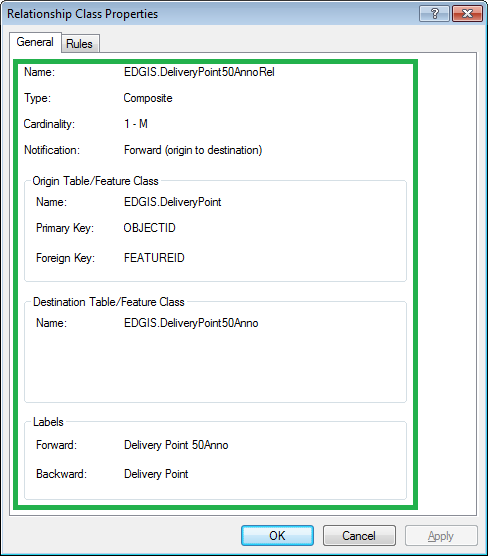 Relationship Class Properties
General Rules
Name: EDGIS.DeliveryPoint50AnnoRel
Type: Composite
Cardinality: 1 - M
Notification: Forward (origin to destination)
Origin Table/Feature Class
Name: EDGIS.DeliveryPoint
Primary Key: OBJECTID
Foreign Key: FEATUREID
Destination Table/Feature Class
Name: EDGIS.DeliveryPoint50Anno
Labels
Forward: Delivery Point 50Anno
Backward: Delivery Point
OK Cancel Apply